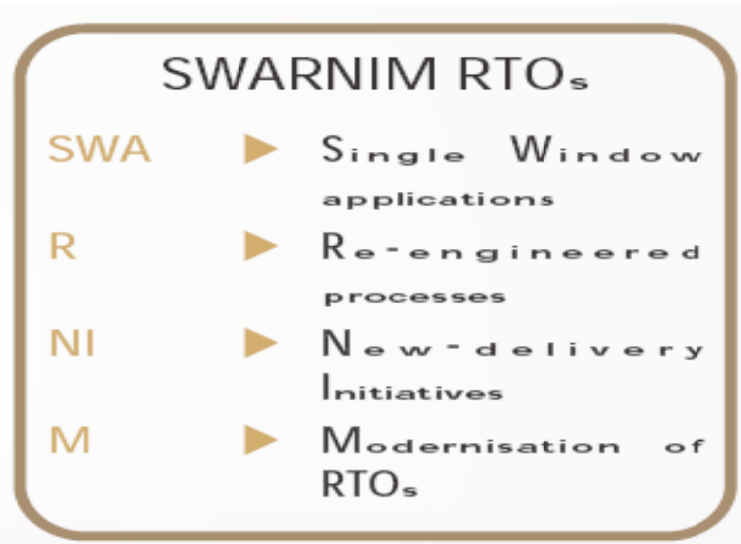 SWARNIM RTOs
SWA ▶ Single Window
applications
R ▶ Re-engineered
processes
NI ▶ New-delivery
Initiatives
M ▶ Modernisation of
RTOs